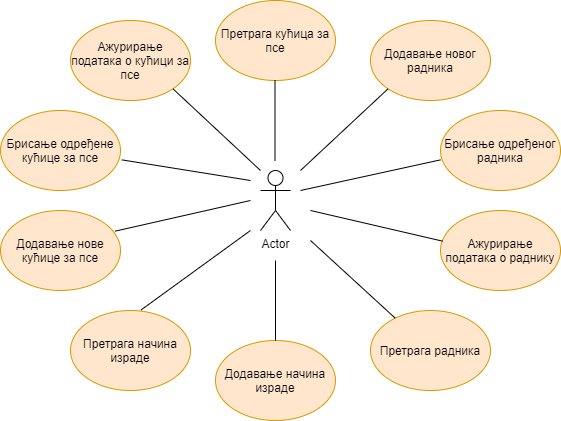 Претрага кућица за
псе
Ажурирање
података о кућици за
псе
Додавање новог
радника
Брисање одређене
кућице за псе
Брисање одређеног
радника
Додавање нове
кућице за псе
Actor
Ажурирање
података о раднику
Претрага начина
израде
Додавање начина
израде
Претрага радника